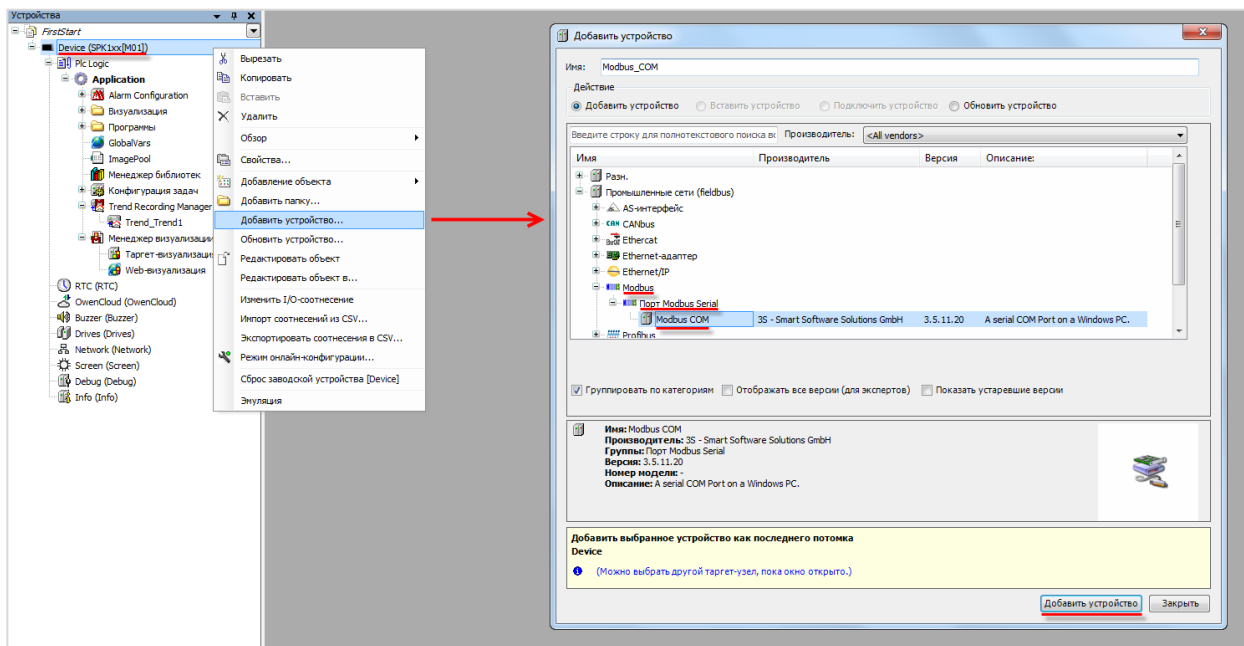 Устройства
FirstStart
Device (SPK1xx[M01])
Plc Logic
Application
Alarm Configuration
Визуализация
Программы
GlobalVars
ImagePool
Менеджер библиотек
Конфигурация задач
Trend Recording Manager
Trend_Trend1
Менеджер визуализации
Таргет-визуализаци
Web-визуализация
RTC (RTC)
OwenCloud (OwenCloud)
Buzzer (Buzzer)
Drives (Drives)
Network (Network)
Screen (Screen)
Debug (Debug)
Info (Info)
Вырезать
Копировать
Вставить
Удалить
Обзор
Свойства...
Добавление объекта
Добавить папку...
Добавить устройство...
Обновить устройство...
Редактировать объект
Редактировать объект в...
Изменить I/O-соотнесение
Импорт соотнесений из CSV...
Экспортировать соотнесения в CSV...
Режим онлайн-конфигурации...
Сброс заводской устройства [Device]
Эмуляция
Добавить устройство
Имя: Modbus_COM
Действие
Добавить устройство Вставить устройство Подключить устройство Обновить устройство
Введите строку для полнотекстового поиска вс Производитель: <All vendors>
Имя Производитель Версия Описание:
Разн.
Промышленные сети (fieldbus)
AS-интерфейс
CAN CANbus
Ethercat
Ethernet-адаптер
Ethernet/IP
Modbus
Порт Modbus Serial
Modbus COM 3S - Smart Software Solutions GmbH 3.5.11.20 A serial COM Port on a Windows PC.
Profibus
Группировать по категориям Отображать все версии (для экспертов) Показать устаревшие версии
Имя: Modbus COM
Производитель: 3S - Smart Software Solutions GmbH
Группы: Порт Modbus Serial
Версия: 3.5.11.20
Номер модели: -
Описание: A serial COM Port on a Windows PC.
Добавить выбранное устройство как последнего потомка
Device
(Можно выбрать другой таргет-узел, пока окно открыто.)
Добавить устройство Закрыть